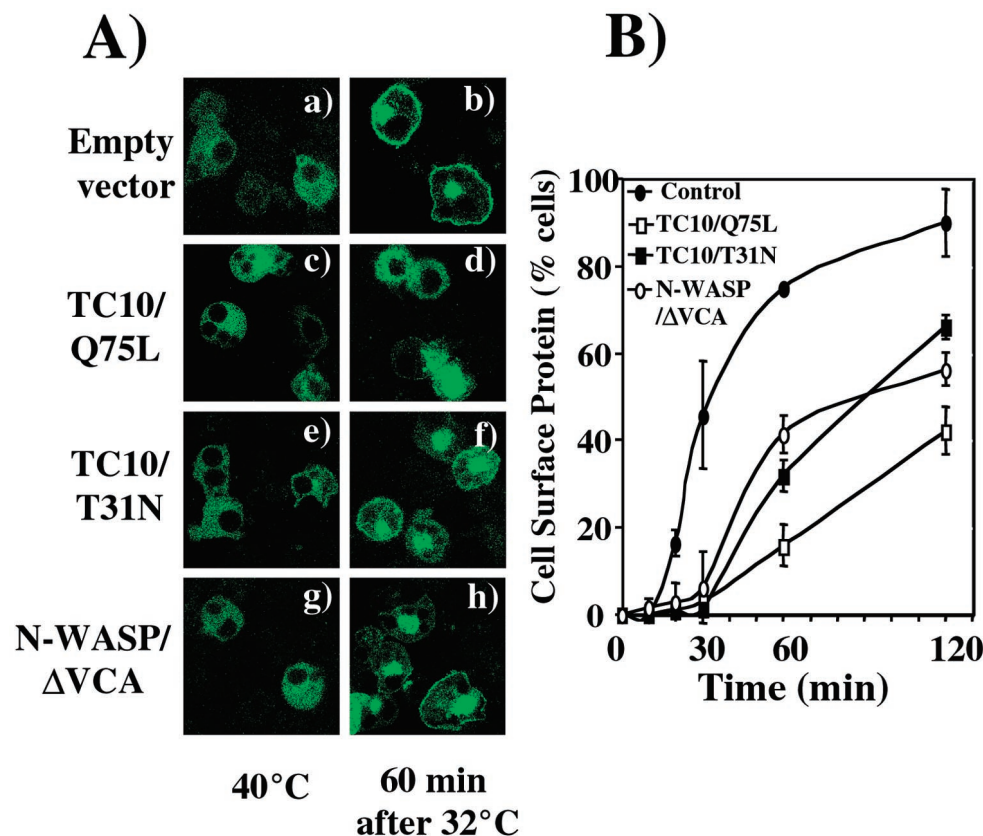 A)
a)
b)
Empty
vector
c)
d)
TC10/
Q75L
e)
f)
TC10/
T31N
g)
h)
N-WASP/
ΔVCA
40°C
60 min
after 32°C
B)
Cell Surface Protein (% cells)
100
80
60
40
20
0
Control
TC10/Q75L
TC10/T31N
N-WASP
/ΔVCA
0
30
60
120
Time (min)